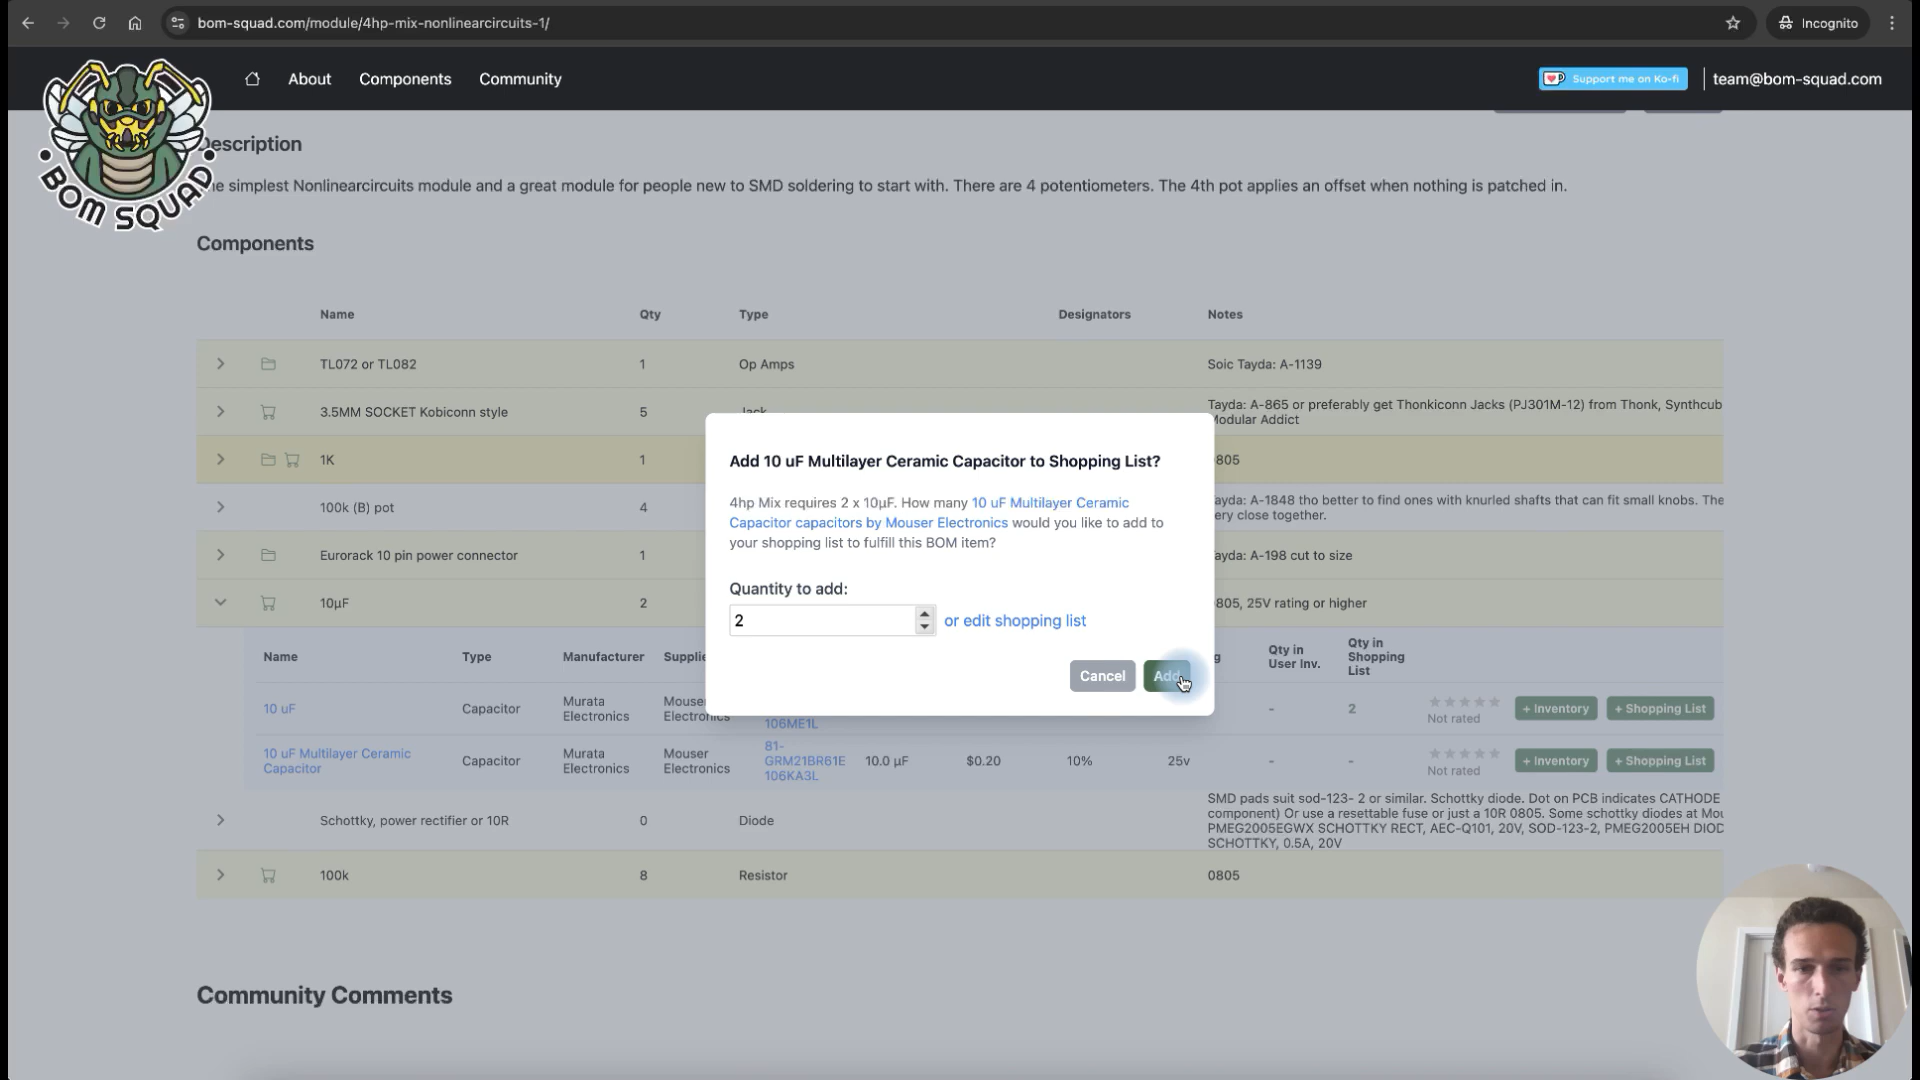 bom-squad.com/module/4hp-mix-nonlinearcircuits-1/
Incognito
About
Components
Community
Support me on Ko-fi
team@bom-squad.com
BOM SQUAD
Description
simplest Nonlinearcircuits module and a great module for people new to SMD soldering to start with. There are 4 potentiometers. The 4th pot applies an offset when nothing is patched in.
Components
Name Qty Type Designators Notes
TL072 or TL082 1 Op Amps Soic Tayda: A-1139
3.5MM SOCKET Kobiconn style 5 Jack Tayda: A-865 or preferably get Thonkiconn Jacks (PJ301M-12) from Thonk, Synthcub
Modular Addict
1K 1 0805
100k (B) pot 4 Tayda: A-1848 tho better to find ones with knurled shafts that can fit small knobs. The
very close together.
Eurorack 10 pin power connector 1 Tayda: A-198 cut to size
10µF 2 0805, 25V rating or higher
Add 10 uF Multilayer Ceramic Capacitor to Shopping List?
4hp Mix requires 2 x 10µF. How many 10 uF Multilayer Ceramic
Capacitor capacitors by Mouser Electronics would you like to add to
your shopping list to fulfill this BOM item?
Quantity to add:
2
or edit shopping list
Cancel
Add
Name Type Manufacturer Supplie g Qty in
User Inv. Qty in
Shopping
List
10 uF Capacitor Murata
Electronics Mouser
Electronics 106ME1L - 2 Not rated + Inventory + Shopping List
10 uF Multilayer Ceramic
Capacitor Capacitor Murata
Electronics Mouser
Electronics 81-
GRM21BR61E
106KA3L 10.0 µF $0.20 10% 25v - - Not rated + Inventory + Shopping List
Schottky, power rectifier or 10R 0 Diode SMD pads suit sod-123- 2 or similar. Schottky diode. Dot on PCB indicates CATHODE
component) Or use a resettable fuse or just a 10R 0805. Some schottky diodes at Mou
PMEG2005EGWX SCHOTTKY RECT, AEC-Q101, 20V, SOD-123-2, PMEG2005EH DIOD
SCHOTTKY, 0.5A, 20V
100k 8 Resistor 0805
Community Comments